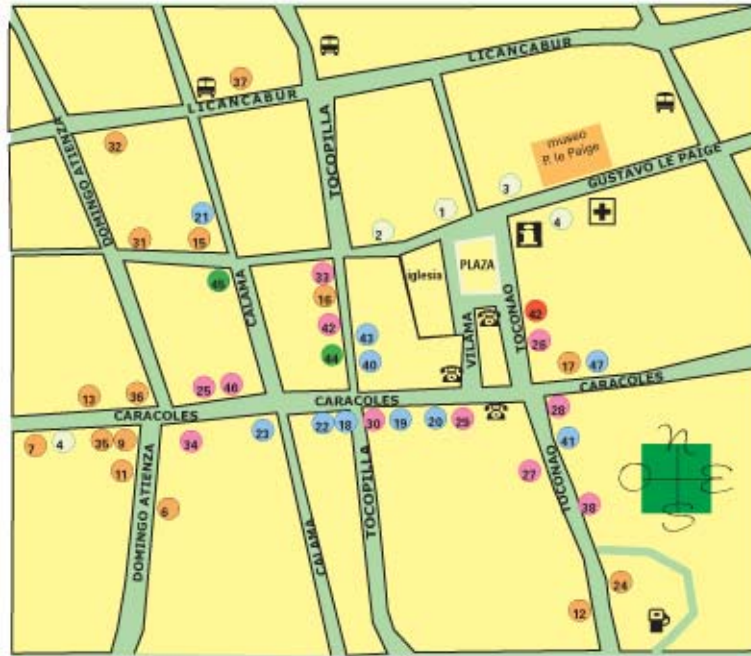 37
LICANCABUR
LICANCABUR
32
DOMINGO ATIENZA
TOCOPILLA
museo
P. le Paige
GUSTAVO LE PAIGE
21
31
15
2
1
3
4
i
iglesia
PLAZA
45
CALAMA
33
16
42
44
43
40
VILAMA
TOCONAO
42
26
17
47
13
36
25
46
CARACOLES
CARACOLES
CARACOLES
7
4
35
9
11
34
23
22
18
30
19
20
29
28
41
27
38
6
DOMINGO ATIENZA
CALAMA
TOCOPILLA
TOCONAO
n
O
E
S
24
12